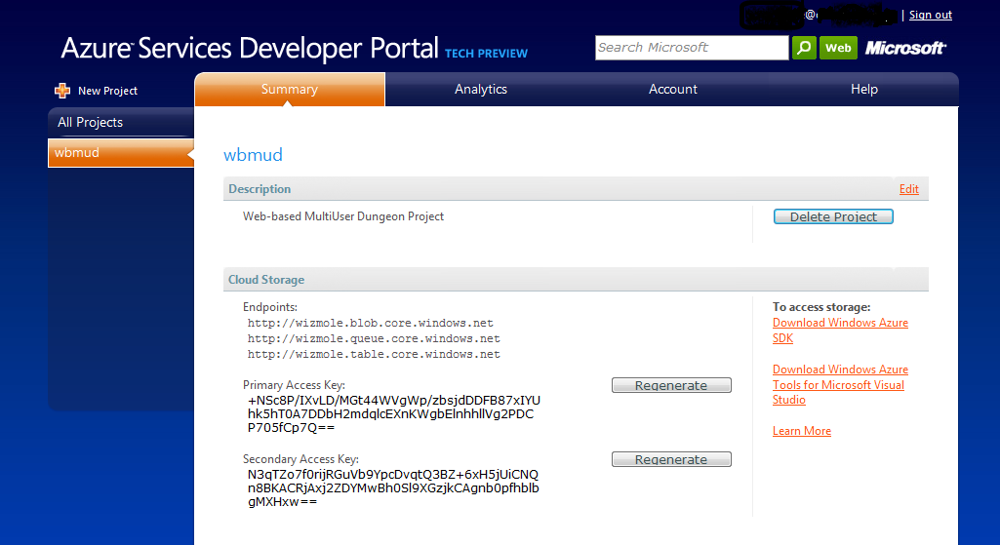 @ | Sign out
Azure™ Services Developer Portal TECH PREVIEW
Search Microsoft Web Microsoft
New Project
Summary Analytics Account Help
All Projects
wbmud
wbmud
Description Edit
Web-based MultiUser Dungeon Project Delete Project
Cloud Storage
Endpoints:
http://wizmole.blob.core.windows.net
http://wizmole.queue.core.windows.net
http://wizmole.table.core.windows.net
To access storage:
Download Windows Azure
SDK
Download Windows Azure
Tools for Microsoft Visual
Studio
Learn More
Primary Access Key: Regenerate
+NSc8P/IXvLD/MGt44WVgWp/zbsjdDDFB87xIYU
hk5hT0A7DDbH2mdqlcEXnKWgbElnhhllVg2PDC
P705fCp7Q==
Secondary Access Key: Regenerate
N3qTZo7f0rijRGuVb9YpcDvqtQ3BZ+6xH5jUiCNQ
n8BKACRjAxj2ZDYMwBh0Sl9XGzjkCAgnb0pfhblb
gMXHxw==